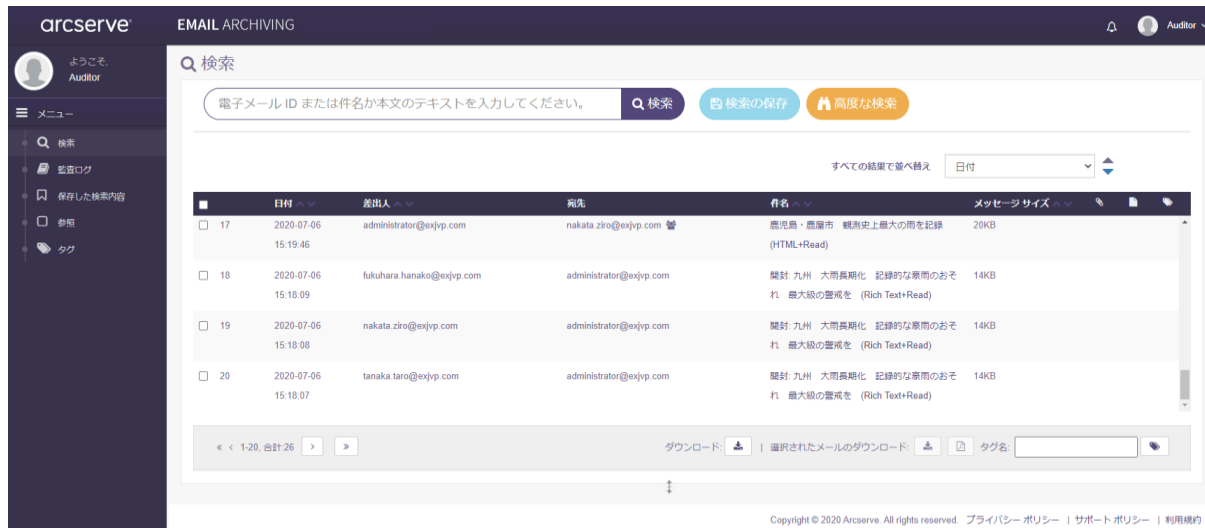 arcserve
EMAIL ARCHIVING
Auditor
ようこそ,
Auditor
メニュー
検索
監査ログ
保存した検索内容
参照
タグ
検索
電子メール ID または件名か本文のテキストを入力してください。
検索
検索の保存
高度な検索
すべての結果で並べ替え 日付
日付 差出人 宛先 件名 メッセージ サイズ
17 2020-07-06 administrator@exjvp.com nakata.ziro@exjvp.com 鹿児島・鹿屋市 観測史上最大の雨を記録 20KB
15:19:46 (HTML+Read)
18 2020-07-06 fukuhara.hanako@exjvp.com administrator@exjvp.com 開封: 九州 大雨長期化 記録的な豪雨のおそ 14KB
15:18:09 れ 最大級の警戒を (Rich Text+Read)
19 2020-07-06 nakata.ziro@exjvp.com administrator@exjvp.com 開封: 九州 大雨長期化 記録的な豪雨のおそ 14KB
15:18:08 れ 最大級の警戒を (Rich Text+Read)
20 2020-07-06 tanaka.taro@exjvp.com administrator@exjvp.com 開封: 九州 大雨長期化 記録的な豪雨のおそ 14KB
15:18:07 れ 最大級の警戒を (Rich Text+Read)
« ‹ 1-20, 合計:26 › » ダウンロード: | 選択されたメールのダウンロード: タグ名:
Copyright © 2020 Arcserve. All rights reserved. プライバシー ポリシー | サポート ポリシー | 利用規約